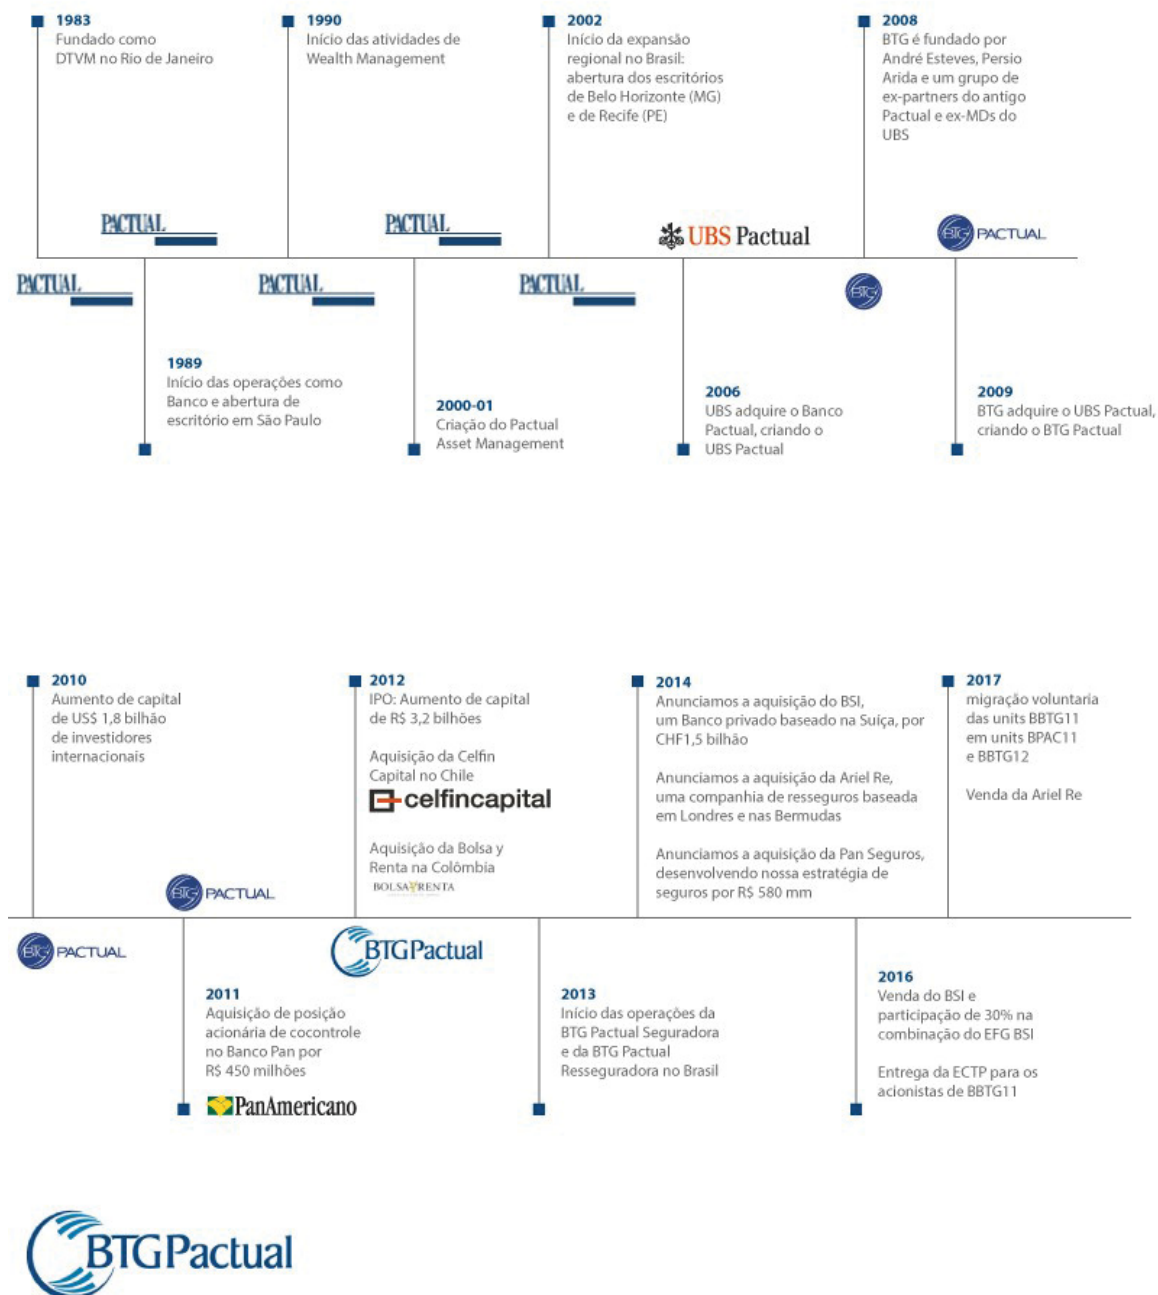 1983
Fundado como
DTVM no Rio de Janeiro
1990
Início das atividades de
Wealth Management
2002
Início da expansão
regional no Brasil:
abertura dos escritórios
de Belo Horizonte (MG)
e de Recife (PE)
2008
BTG é fundado por
André Esteves, Persio
Arida e um grupo de
ex-partners do antigo
Pactual e ex-MDs do
UBS
PACTUAL
PACTUAL
UBS Pactual
BTG PACTUAL
PACTUAL
PACTUAL
PACTUAL
BTG
1989
Início das operações como
Banco e abertura de
escritório em São Paulo
2000-01
Criação do Pactual
Asset Management
2006
UBS adquire o Banco
Pactual, criando o
UBS Pactual
2009
BTG adquire o UBS Pactual,
criando o BTG Pactual
2010
Aumento de capital
de US$ 1,8 bilhão
de investidores
internacionais
2012
IPO: Aumento de capital
de R$ 3,2 bilhões
Aquisição da Celfin
Capital no Chile
celfincapital
Aquisição da Bolsa y
Renta na Colômbia
BOLSA Y RENTA
2014
Anunciamos a aquisição do BSI,
um Banco privado baseado na Suíça, por
CHF1,5 bilhão
Anunciamos a aquisição da Ariel Re,
uma companhia de resseguros baseada
em Londres e nas Bermudas
Anunciamos a aquisição da Pan Seguros,
desenvolvendo nossa estratégia de
seguros por R$ 580 mm
2017
migração voluntaria
das units BBTG11
em units BPAC11
e BBTG12
Venda da Ariel Re
BTG PACTUAL
BTG PACTUAL
BTGPactual
2011
Aquisição de posição
acionária de cocontrole
no Banco Pan por
R$ 450 milhões
PanAmericano
2013
Início das operações da
BTG Pactual Seguradora
e da BTG Pactual
Resseguradora no Brasil
2016
Venda do BSI e
participação de 30% na
combinação do EFG BSI
Entrega da ECTP para os
acionistas de BBTG11
BTGPactual